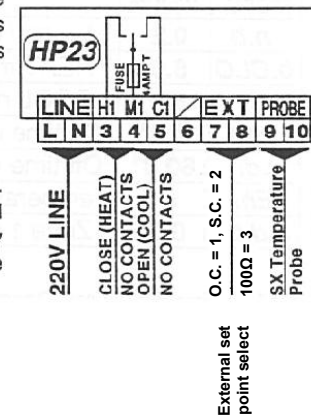 HP23
FUSE
4AMPT
LINE H1 M1 C1 EXT PROBE
L N 3 4 5 6 7 8 9 10
220V LINE
CLOSE (HEAT)
NO CONTACTS
OPEN (COOL)
NO CONTACTS
O.C. = 1, S.C. = 2
100Ω = 3
SX Temperature
Probe
External set
point select